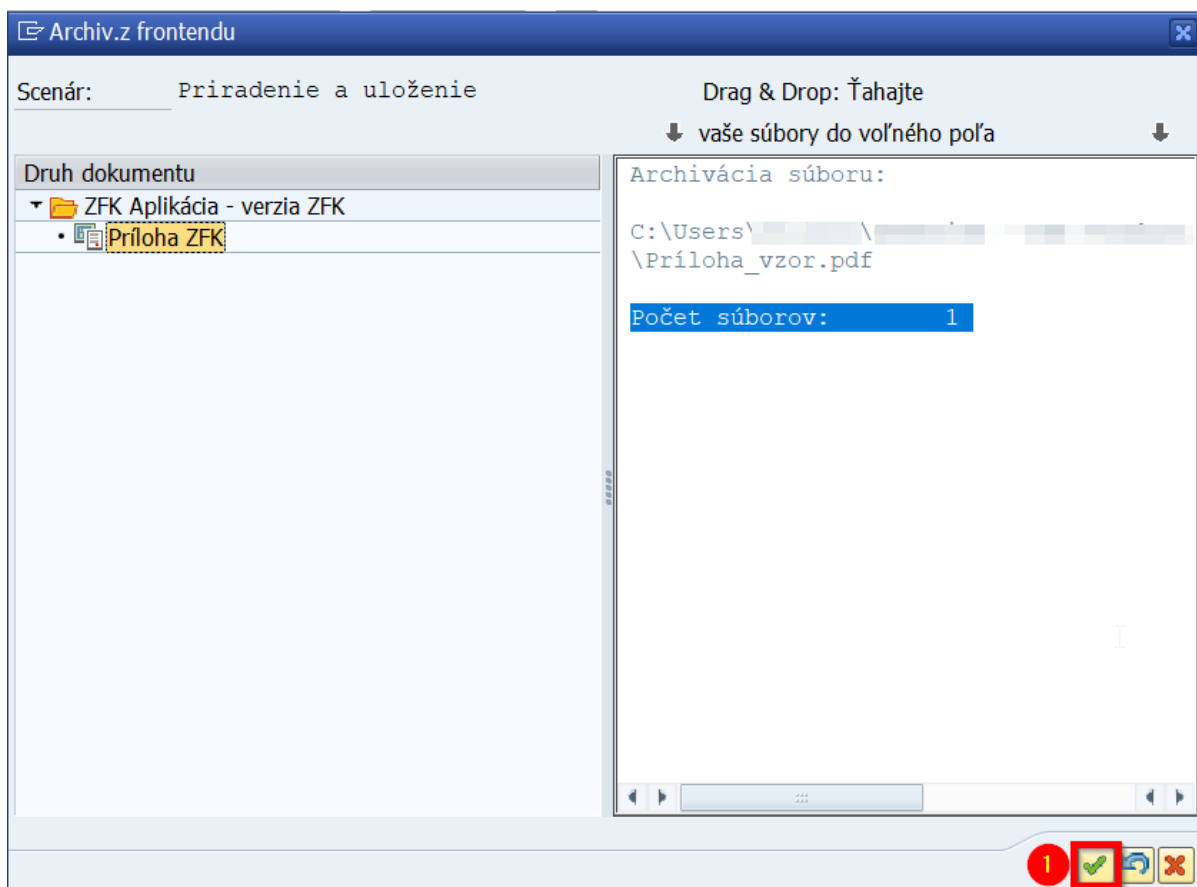 Archiv.z frontendu
Scenár: Priradenie a uloženie
Drag & Drop: Ťahajte
vaše súbory do voľného poľa
Druh dokumentu
ZFK Aplikácia - verzia ZFK
Príloha ZFK
Archivácia súboru:
C:\Users\ \
\Príloha_vzor.pdf
Počet súborov: 1
1